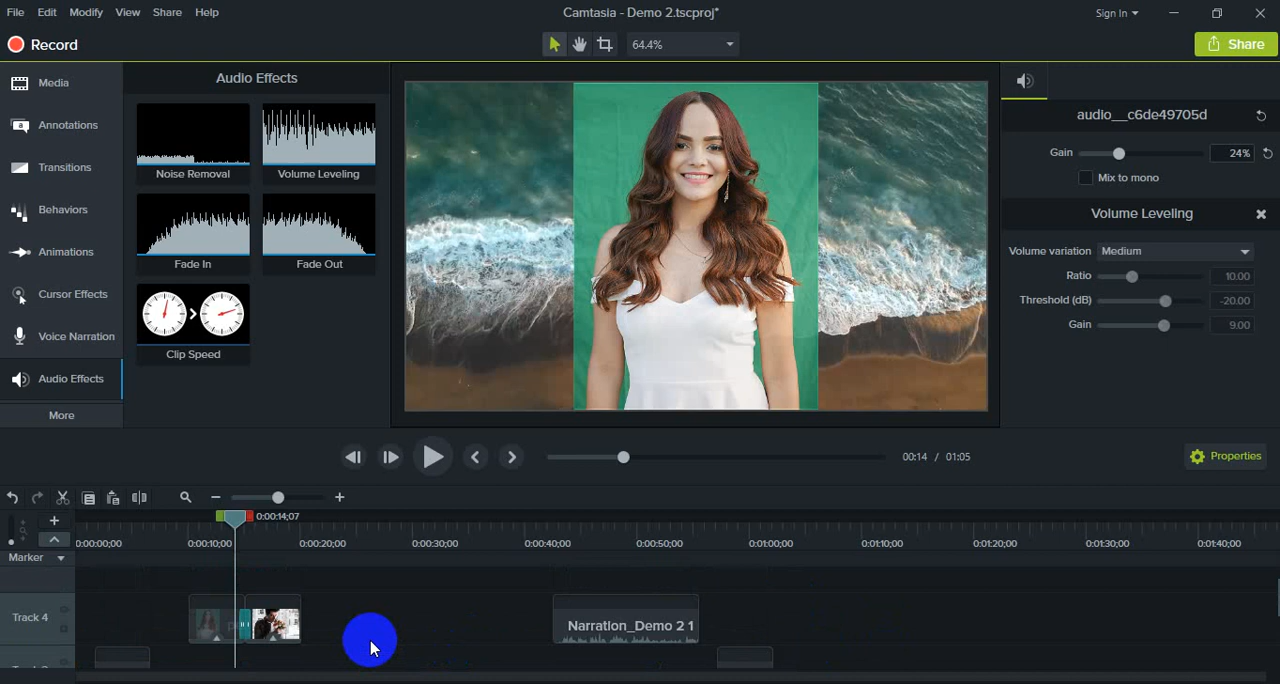 File Edit Modify View Share Help
Camtasia - Demo 2.tscproj*
Sign In
Record
64.4%
Share
Media
Annotations
Transitions
Behaviors
Animations
Cursor Effects
Voice Narration
Audio Effects
More
Audio Effects
Noise Removal
Volume Leveling
Fade In
Fade Out
Clip Speed
audio__c6de49705d
Gain 24%
Mix to mono
Volume Leveling
Volume variation Medium
Ratio 10.00
Threshold (dB) -20.00
Gain 9.00
00:14 / 01:05
Properties
0:00:14;07
0:00:00;00 0:00:10;00 0:00:20;00 0:00:30;00 0:00:40;00 0:00:50;00 0:01:00;00 0:01:10;00 0:01:20;00 0:01:30;00 0:01:40;00
Marker
Track 4
Narration_Demo 2 1